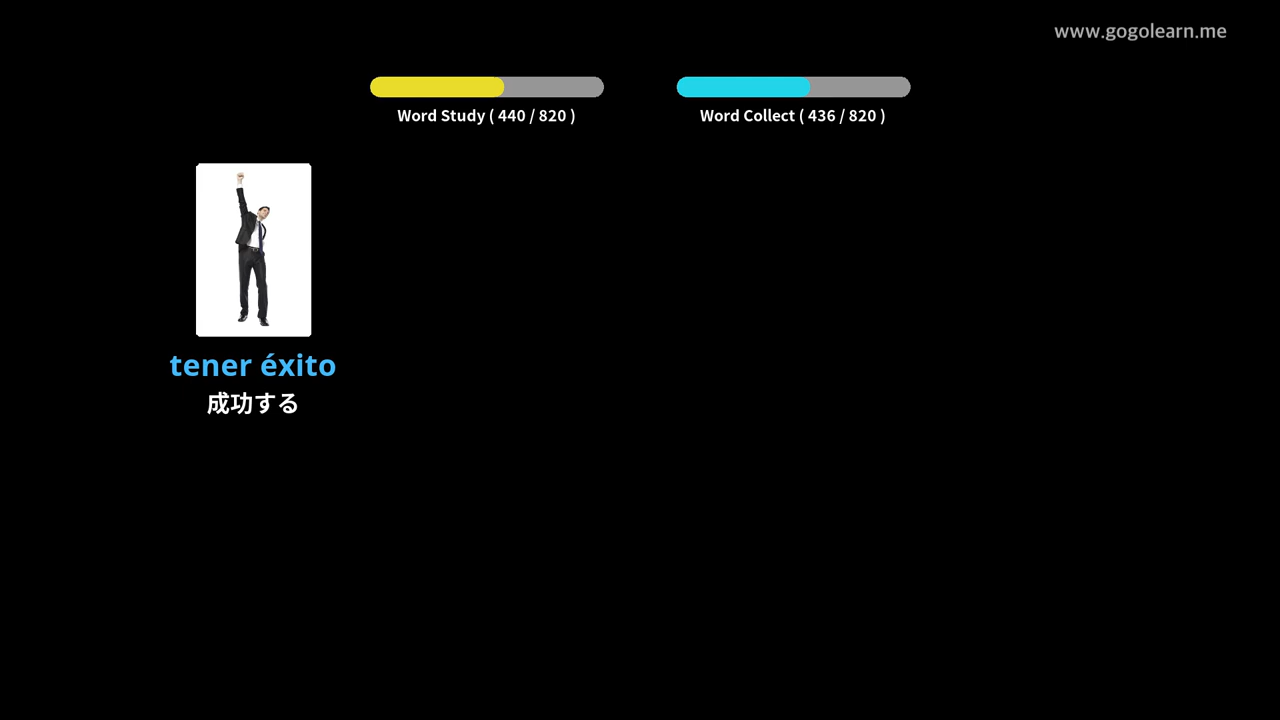 www.gogolearn.me
Word Study ( 440 / 820 )
Word Collect ( 436 / 820 )
tener éxito
成功する